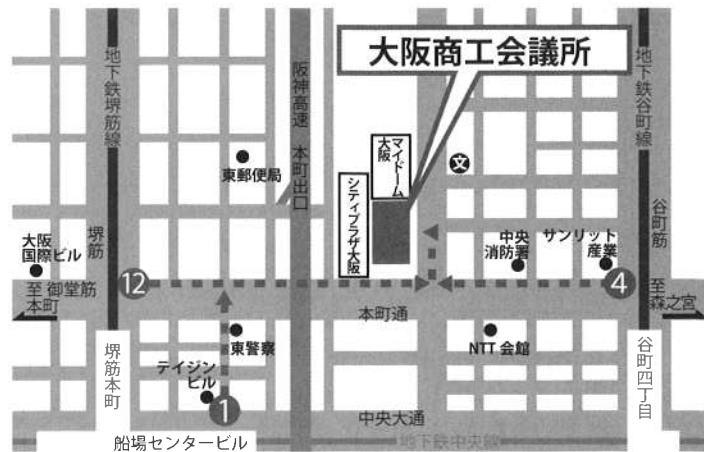 大阪商工会議所
地下鉄堺筋線
阪神高速 本町出口
地下鉄谷町線
マイドーム
大阪
シティプラザ大阪
文
東郵便局
大阪
国際ビル
堺筋
中央
消防署
サンリット
産業
谷町筋
12
4
至 御堂筋
本町
本町通
至
森之宮
東警察
NTT 会館
堺筋本町
テイジン
ビル
1
谷町四丁目
中央大通
船場センタービル
地下鉄中央線